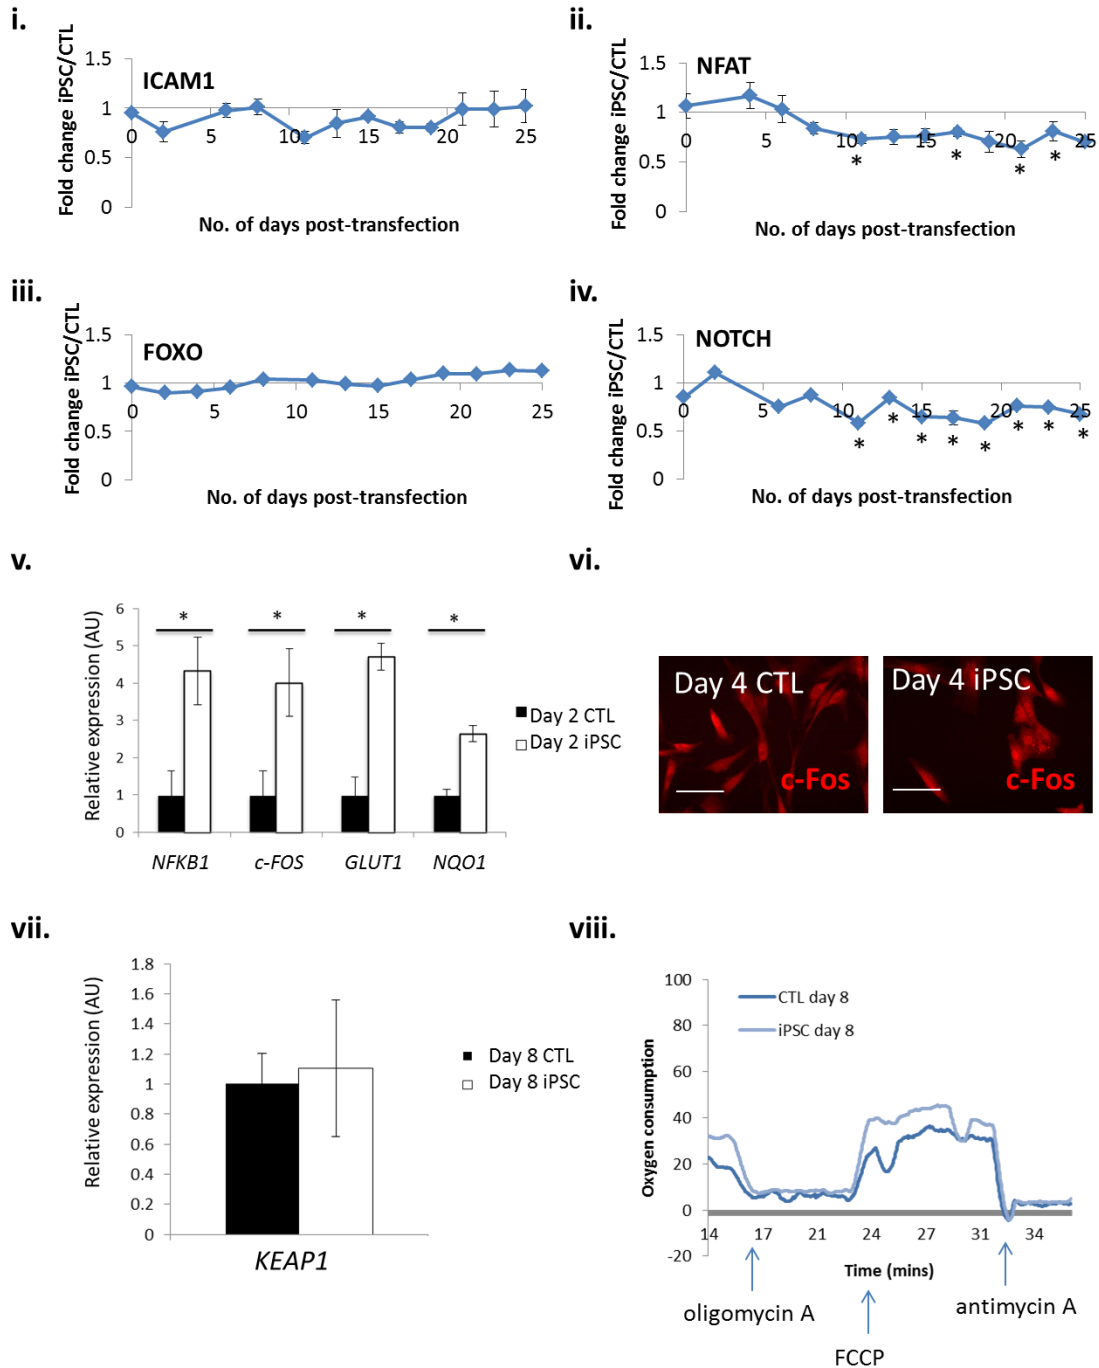 i.
ICAM1
Fold change iPSC/CTL
1.5
1
0.5
0
0 5 10 15 20 25
No. of days post-transfection
ii.
NFAT
Fold change iPSC/CTL
1.5
1
0.5
0
0 5 10 15 20 25
* * * *
No. of days post-transfection
iii.
FOXO
Fold change iPSC/CTL
1.5
1
0.5
0
0 5 10 15 20 25
No. of days post-transfection
iv.
NOTCH
Fold change iPSC/CTL
1.5
1
0.5
0
0 5 10 15 20 25
* * * * * * * *
No. of days post-transfection
v.
Relative expression (AU)
6
5
4
3
2
1
0
* * * *
NFKB1 c-FOS GLUT1 NQO1
Day 2 CTL
Day 2 iPSC
vi.
Day 4 CTL
c-Fos
Day 4 iPSC
c-Fos
vii.
Relative expression (AU)
1.8
1.6
1.4
1.2
1
0.8
0.6
0.4
0.2
0
KEAP1
Day 8 CTL
Day 8 iPSC
viii.
Oxygen consumption
100
80
60
40
20
0
-20
CTL day 8
iPSC day 8
14 17 21 24 27 31 34
Time (mins)
oligomycin A
FCCP
antimycin A